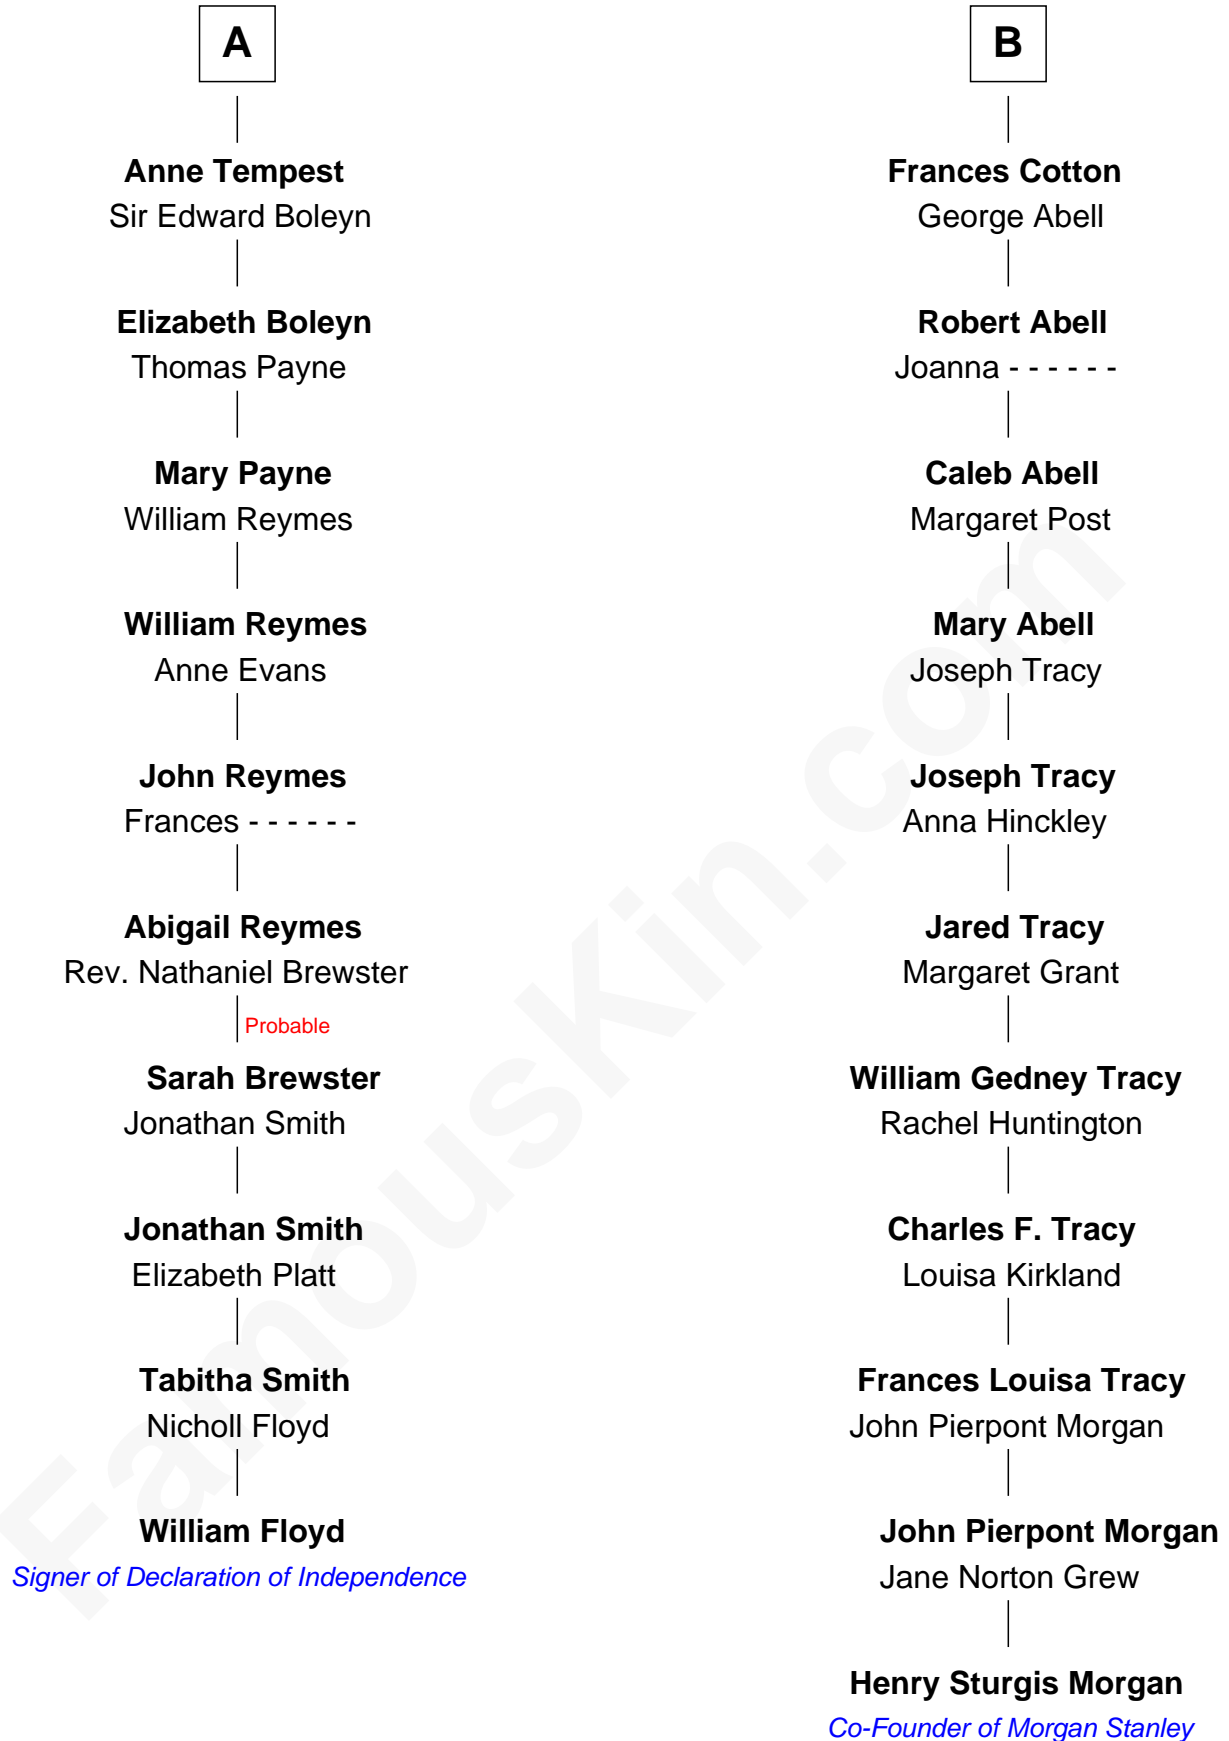 A
Anne Tempest
Sir Edward Boleyn
Elizabeth Boleyn
Thomas Payne
Mary Payne
William Reymes
William Reymes
Anne Evans
John Reymes
Frances - - - - - -
Abigail Reymes
Rev. Nathaniel Brewster
Probable
Sarah Brewster
Jonathan Smith
Jonathan Smith
Elizabeth Platt
Tabitha Smith
Nicholl Floyd
William Floyd
Signer of Declaration of Independence
B
Frances Cotton
George Abell
Robert Abell
Joanna - - - - - -
Caleb Abell
Margaret Post
Mary Abell
Joseph Tracy
Joseph Tracy
Anna Hinckley
Jared Tracy
Margaret Grant
William Gedney Tracy
Rachel Huntington
Charles F. Tracy
Louisa Kirkland
Frances Louisa Tracy
John Pierpont Morgan
John Pierpont Morgan
Jane Norton Grew
Henry Sturgis Morgan
Co-Founder of Morgan Stanley
FamousKin.com